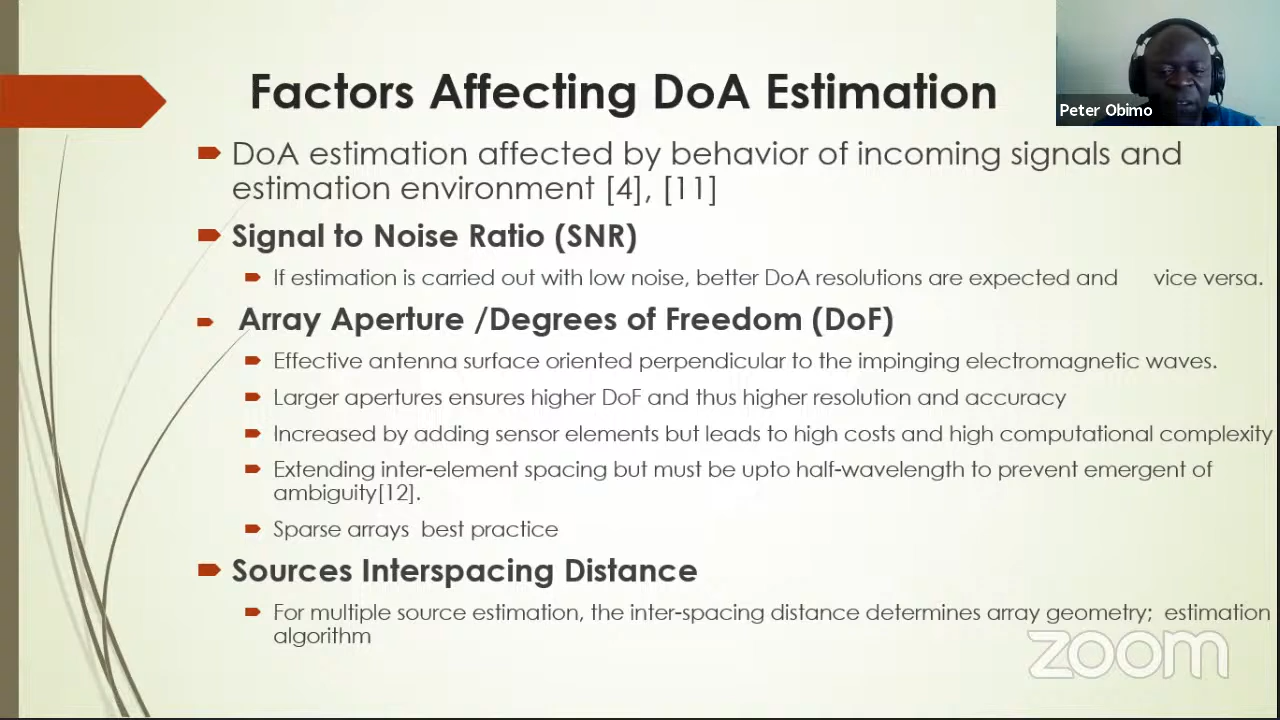 Factors Affecting DoA Estimation
Peter Obimo
DoA estimation affected by behavior of incoming signals and
estimation environment [4], [11]
Signal to Noise Ratio (SNR)
If estimation is carried out with low noise, better DoA resolutions are expected and vice versa.
Array Aperture /Degrees of Freedom (DoF)
Effective antenna surface oriented perpendicular to the impinging electromagnetic waves.
Larger apertures ensures higher DoF and thus higher resolution and accuracy
Increased by adding sensor elements but leads to high costs and high computational complexity
Extending inter-element spacing but must be upto half-wavelength to prevent emergent of
ambiguity[12].
Sparse arrays best practice
Sources Interspacing Distance
For multiple source estimation, the inter-spacing distance determines array geometry; estimation
algorithm
zoom